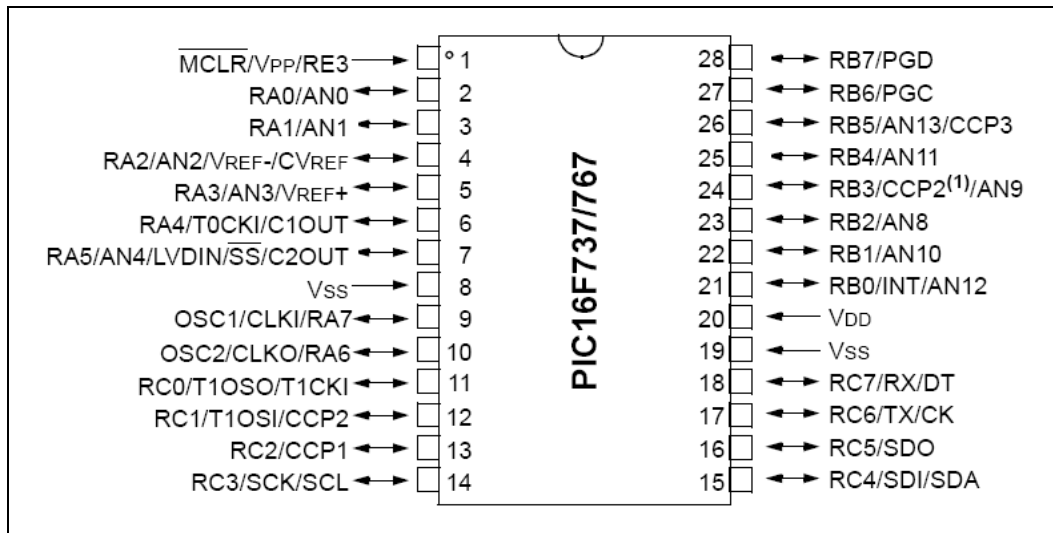 MCLR/VPP/RE3
RA0/AN0
RA1/AN1
RA2/AN2/VREF-/CVREF
RA3/AN3/VREF+
RA4/T0CKI/C1OUT
RA5/AN4/LVDIN/SS/C2OUT
VSS
OSC1/CLKI/RA7
OSC2/CLKO/RA6
RC0/T1OSO/T1CKI
RC1/T1OSI/CCP2
RC2/CCP1
RC3/SCK/SCL
1
2
3
4
5
6
7
8
9
10
11
12
13
14
PIC16F737/767
28
27
26
25
24
23
22
21
20
19
18
17
16
15
RB7/PGD
RB6/PGC
RB5/AN13/CCP3
RB4/AN11
RB3/CCP2(1)/AN9
RB2/AN8
RB1/AN10
RB0/INT/AN12
VDD
VSS
RC7/RX/DT
RC6/TX/CK
RC5/SDO
RC4/SDI/SDA